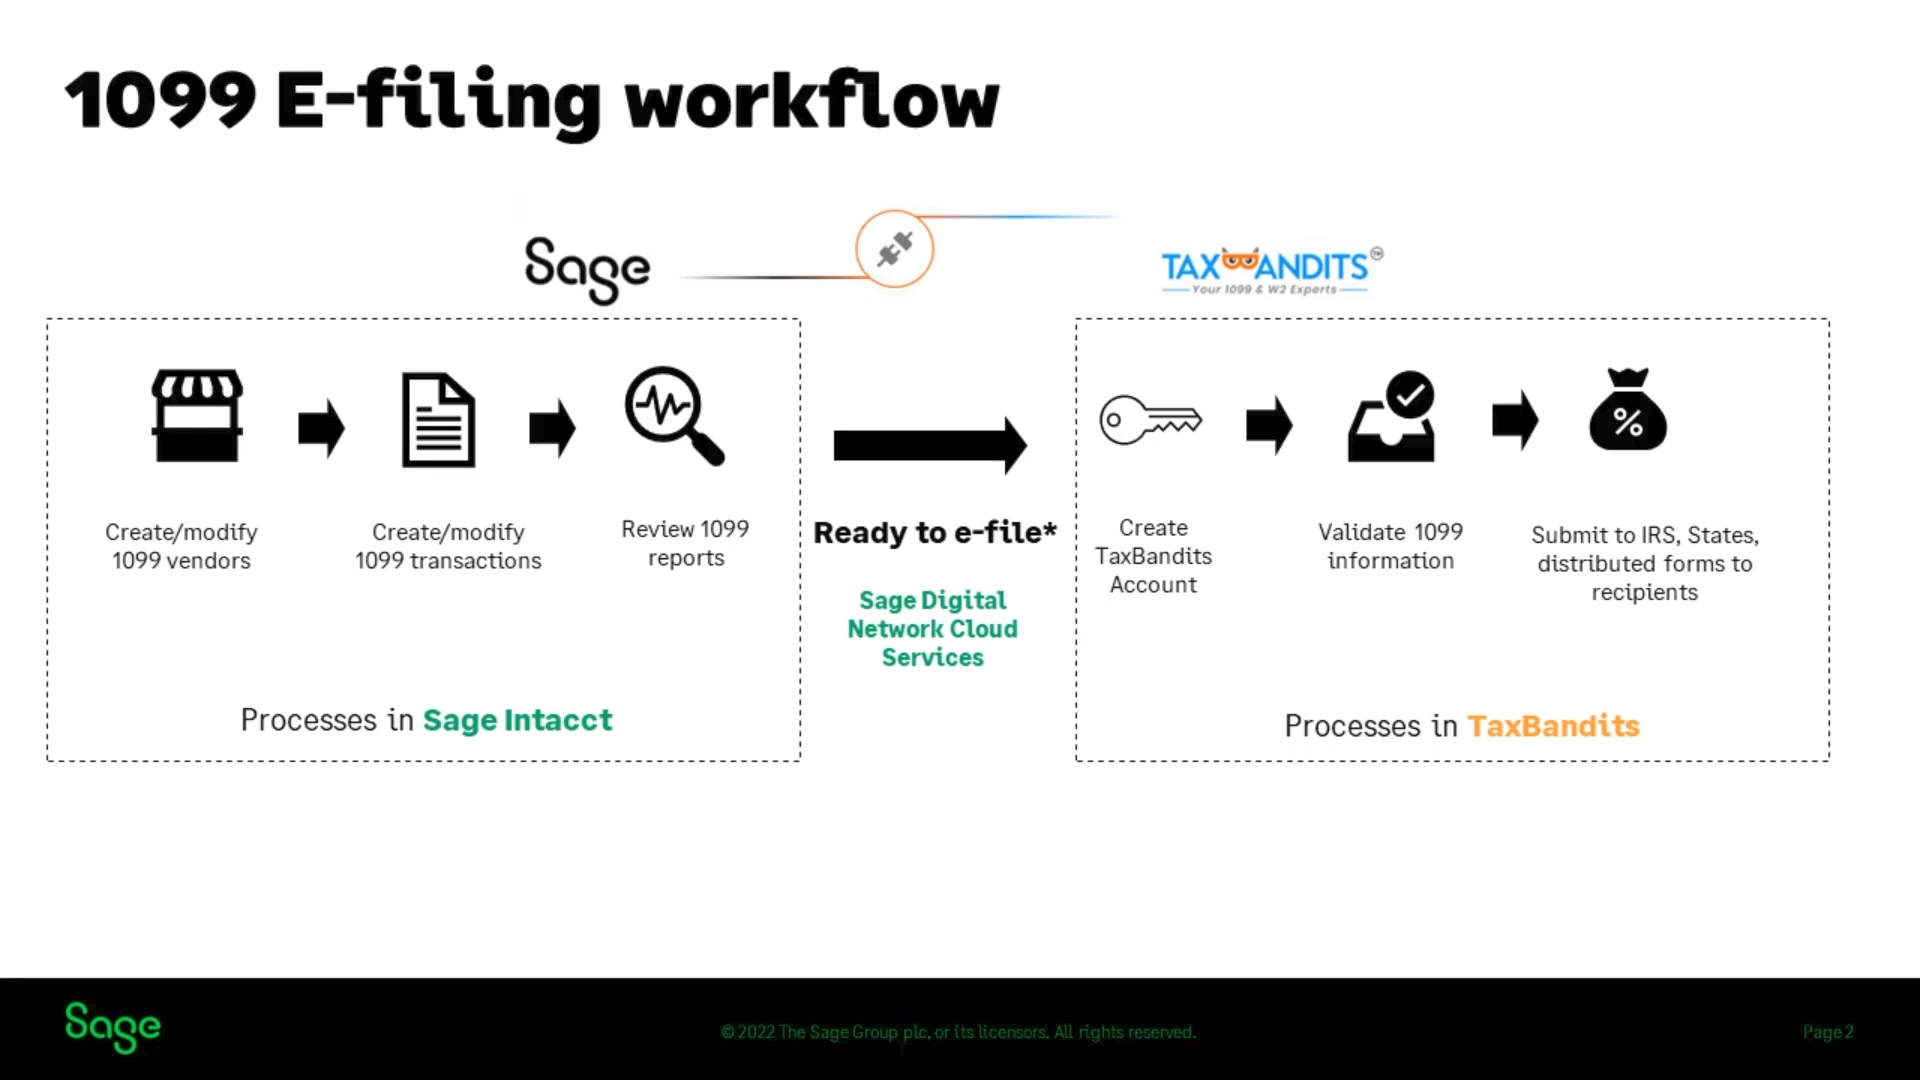 1099 E-filing workflow
Sage
TAXBANDITS™
Your 1099 & W2 Experts
Create/modify
1099 vendors
Create/modify
1099 transactions
Review 1099
reports
Processes in Sage Intacct
Ready to e-file*
Sage Digital
Network Cloud
Services
%
Create
TaxBandits
Account
Validate 1099
information
Submit to IRS, States,
distributed forms to
recipients
Processes in TaxBandits
Sage
© 2022 The Sage Group plc, or its licensors. All rights reserved.
Page 2